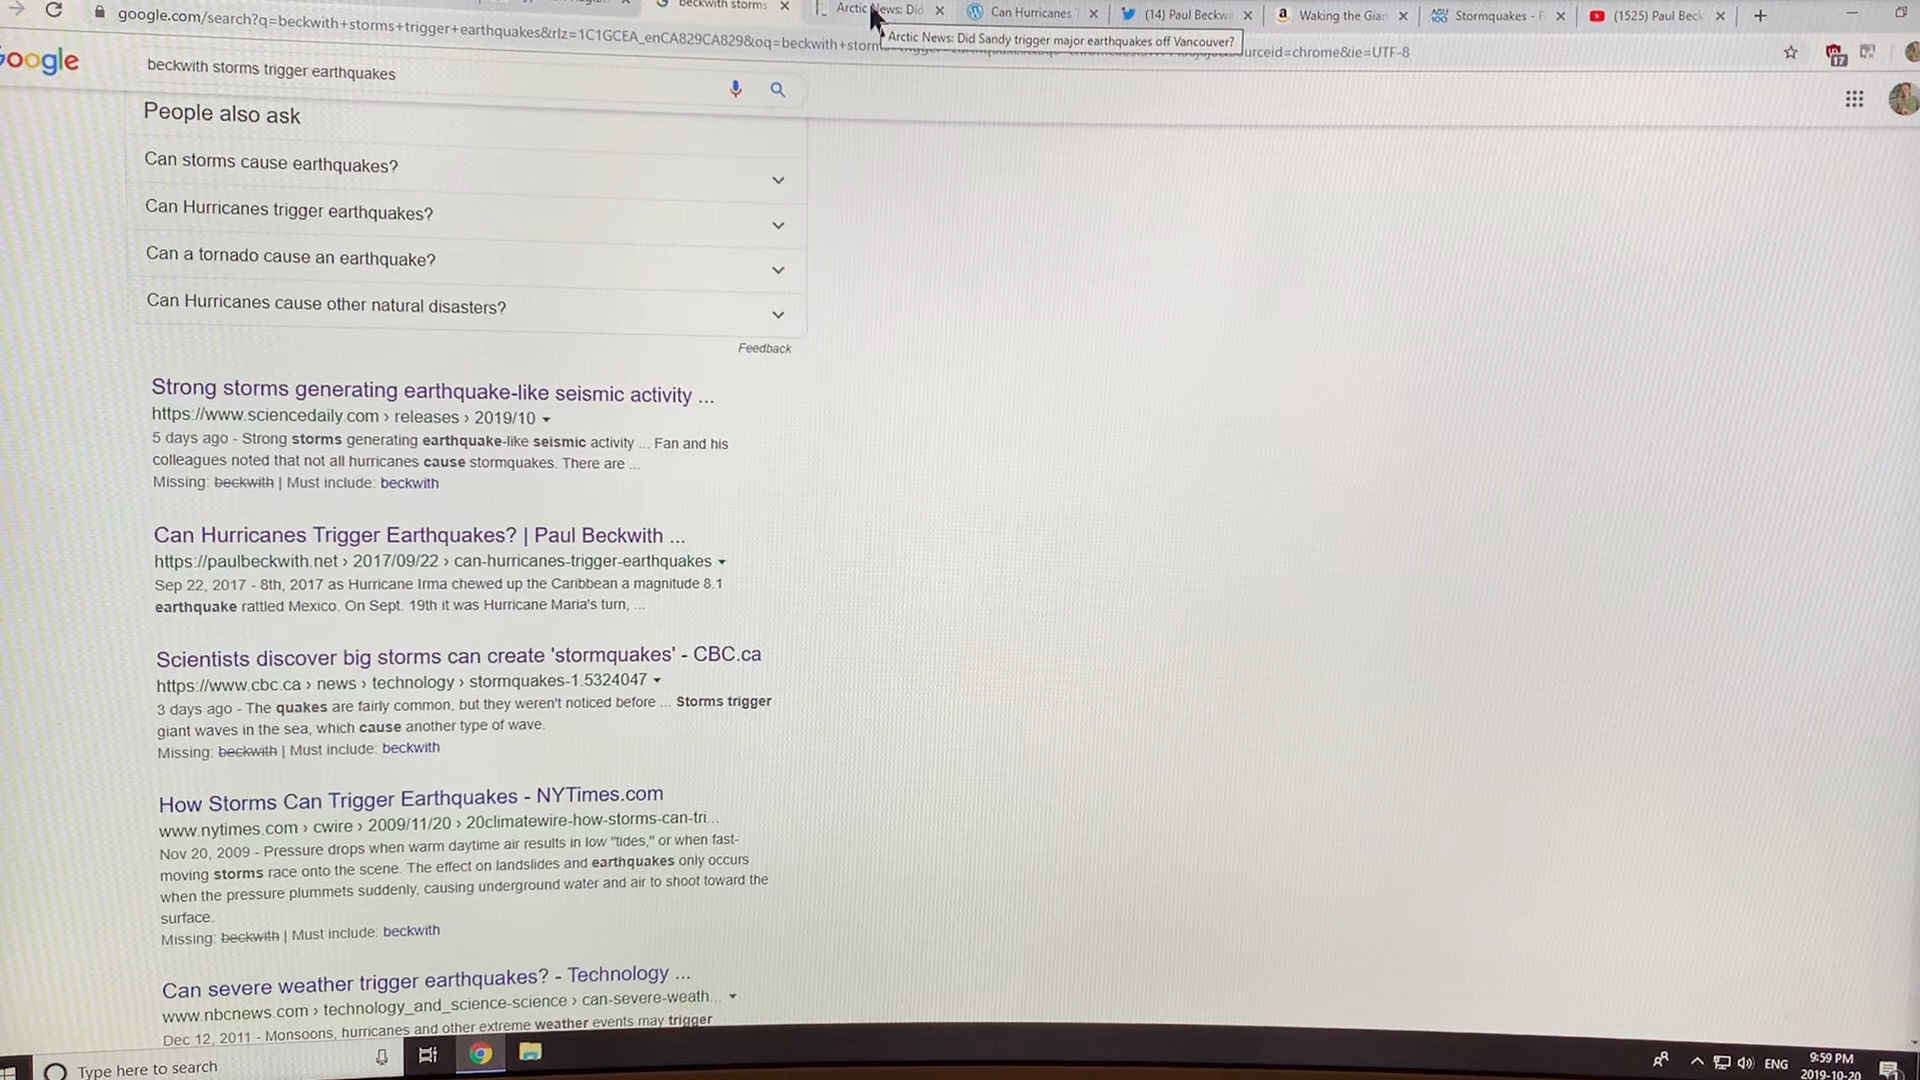 beckwith storms
Arctic News: Did
Can Hurricanes T
(14) Paul Beckwi
Waking the Gian
Stormquakes - F
(1525) Paul Beck
google.com/search?q=beckwith+storms+trigger+earthquakes&rlz=1C1GCEA_enCA829CA829&oq=beckwith+storm
urceid=chrome&ie=UTF-8
Arctic News: Did Sandy trigger major earthquakes off Vancouver?
17
Google
beckwith storms trigger earthquakes
People also ask
Can storms cause earthquakes?
Can Hurricanes trigger earthquakes?
Can a tornado cause an earthquake?
Can Hurricanes cause other natural disasters?
Feedback
Strong storms generating earthquake-like seismic activity ...
https://www.sciencedaily.com › releases › 2019/10
5 days ago - Strong storms generating earthquake-like seismic activity ... Fan and his
colleagues noted that not all hurricanes cause stormquakes. There are ...
Missing: beckwith | Must include: beckwith
Can Hurricanes Trigger Earthquakes? | Paul Beckwith ...
https://paulbeckwith.net › 2017/09/22 › can-hurricanes-trigger-earthquakes
Sep 22, 2017 - 8th, 2017 as Hurricane Irma chewed up the Caribbean a magnitude 8.1
earthquake rattled Mexico. On Sept. 19th it was Hurricane Maria's turn, ...
Scientists discover big storms can create 'stormquakes' - CBC.ca
https://www.cbc.ca › news › technology › stormquakes-1.5324047
3 days ago - The quakes are fairly common, but they weren't noticed before ... Storms trigger
giant waves in the sea, which cause another type of wave.
Missing: beckwith | Must include: beckwith
How Storms Can Trigger Earthquakes - NYTimes.com
www.nytimes.com › cwire › 2009/11/20 › 20climatewire-how-storms-can-tri...
Nov 20, 2009 - Pressure drops when warm daytime air results in low "tides," or when fast-
moving storms race onto the scene. The effect on landslides and earthquakes only occurs
when the pressure plummets suddenly, causing underground water and air to shoot toward the
surface.
Missing: beckwith | Must include: beckwith
Can severe weather trigger earthquakes? - Technology ...
www.nbcnews.com › technology_and_science-science › can-severe-weath...
Dec 12, 2011 - Monsoons, hurricanes and other extreme weather events may trigger
Type here to search
ENG
9:59 PM
2019-10-20